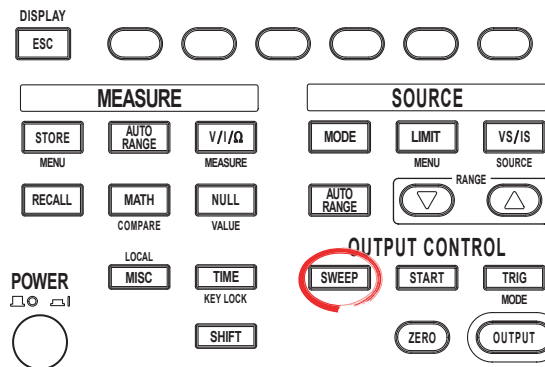 DISPLAY
ESC
MEASURE
SOURCE
STORE
AUTO
RANGE
V/I/Ω
MODE
LIMIT
VS/IS
MENU
MEASURE
MENU
SOURCE
RECALL
MATH
NULL
AUTO
RANGE
RANGE
COMPARE
VALUE
OUTPUT CONTROL
LOCAL
POWER
MISC
TIME
SWEEP
START
TRIG
KEY LOCK
MODE
SHIFT
ZERO
OUTPUT